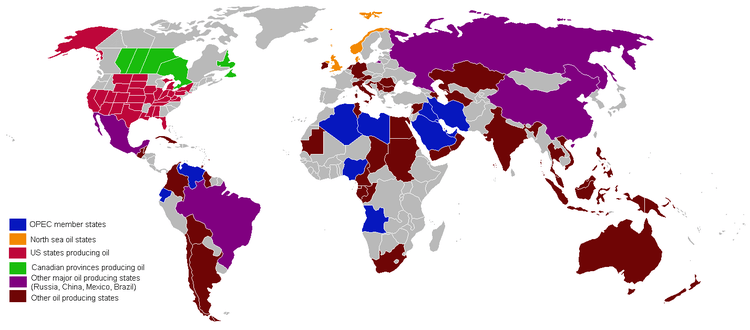 OPEC member states
North sea oil states
US states producing oil
Canadian provinces producing oil
Other major oil producing states
(Russia, China, Mexico, Brazil)
Other oil producing states